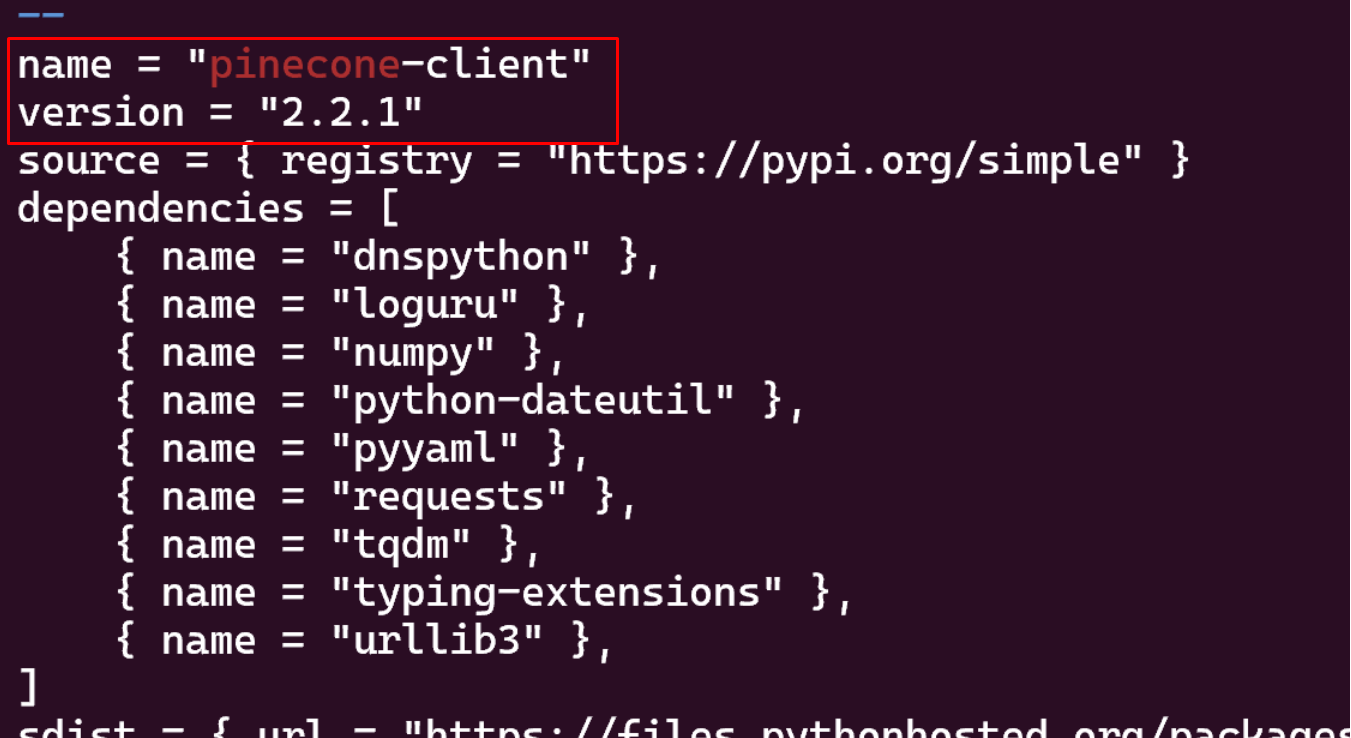 --
name = "pinecone-client"
version = "2.2.1"
source = { registry = "https://pypi.org/simple" }
dependencies = [
    { name = "dnspython" },
    { name = "loguru" },
    { name = "numpy" },
    { name = "python-dateutil" },
    { name = "pyyaml" },
    { name = "requests" },
    { name = "tqdm" },
    { name = "typing-extensions" },
    { name = "urllib3" },
]
sdist = { url = "https://files.pythonhosted.org/packages